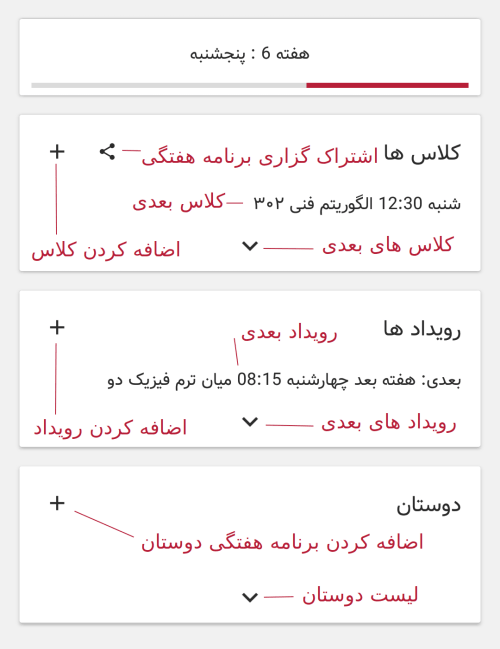 هفته 6 : پنجشنبه
کلاس ها
اشتراک گزاری برنامه هفتگی
شنبه 12:30 الگوریتم فنی ۳۰۲
کلاس بعدی
کلاس های بعدی
اضافه کردن کلاس
رویداد ها
رویداد بعدی
بعدی: هفته بعد چهارشنبه 08:15 میان ترم فیزیک دو
رویداد های بعدی
اضافه کردن رویداد
دوستان
اضافه کردن برنامه هفتگی دوستان
لیست دوستان